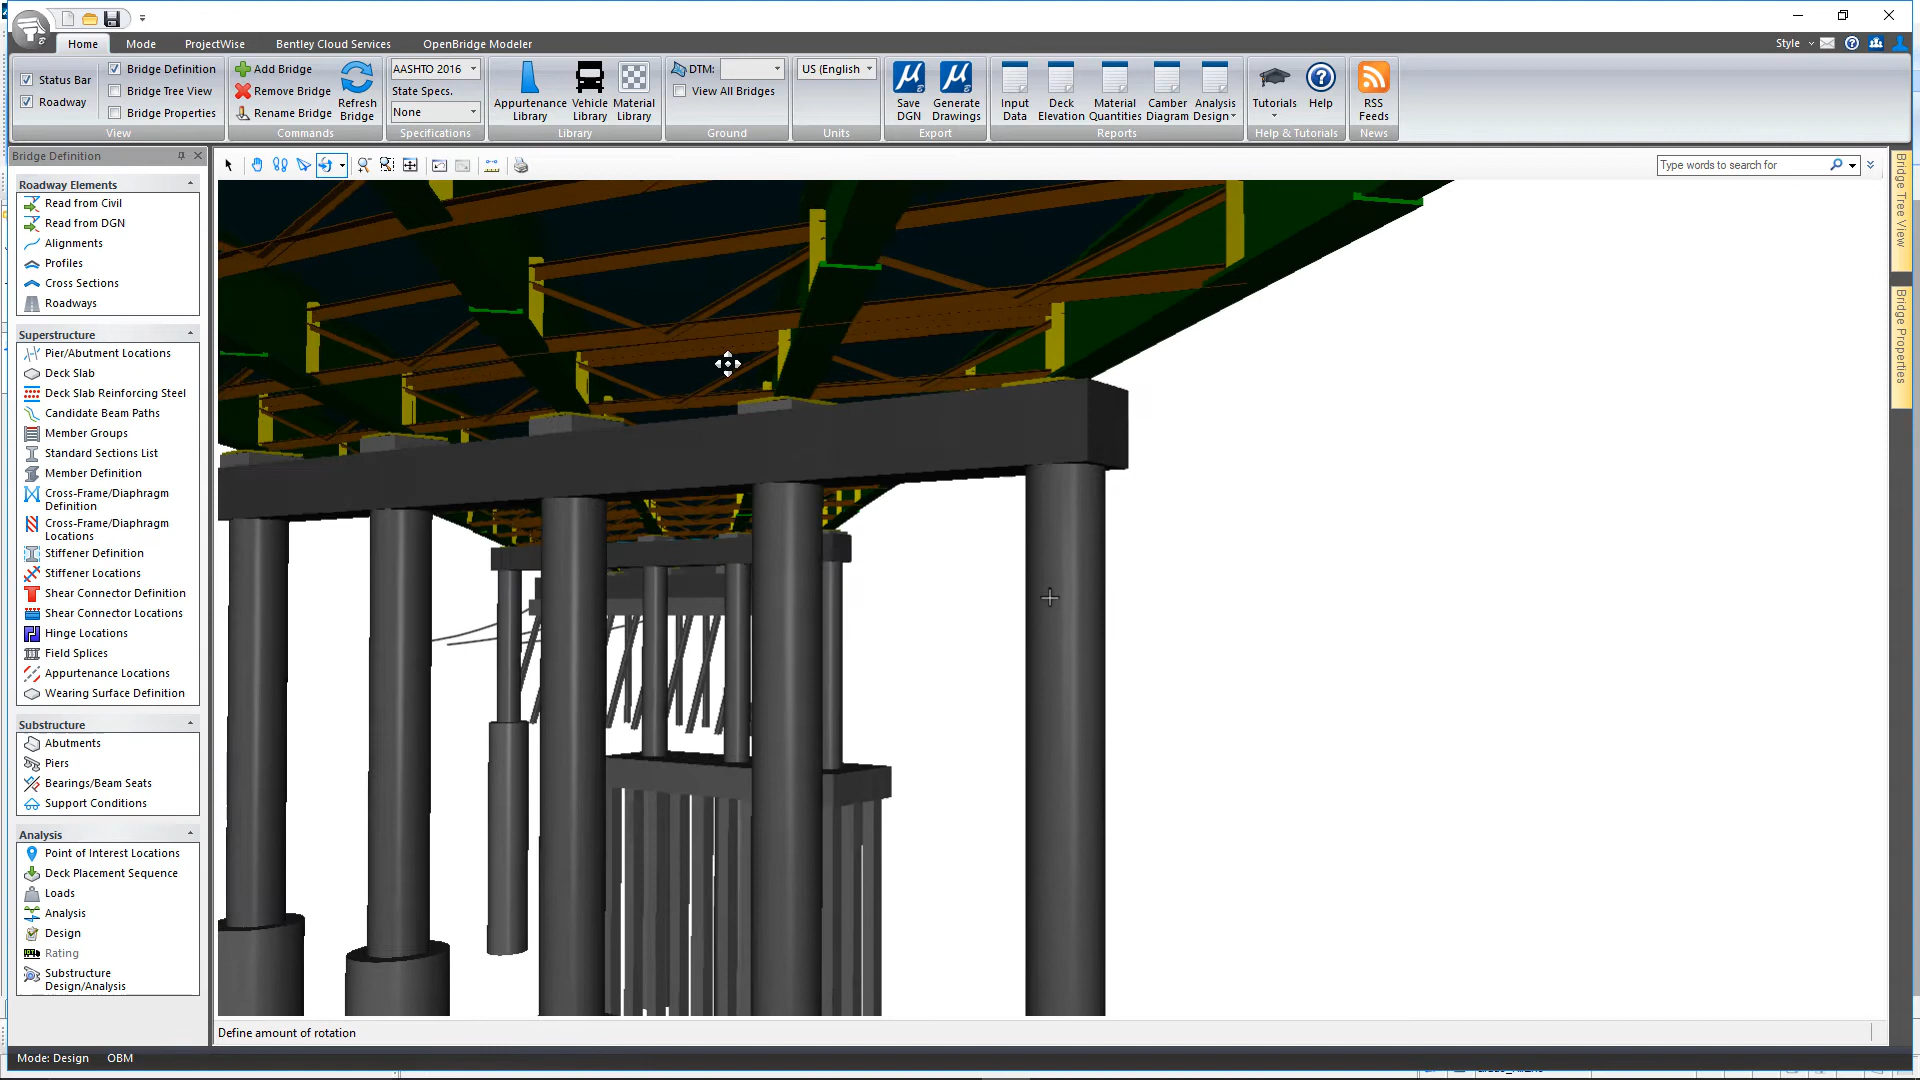 Home Mode ProjectWise Bentley Cloud Services OpenBridge Modeler Style
Status Bar
Roadway
Bridge Definition
Bridge Tree View
Bridge Properties
View
Add Bridge
Remove Bridge
Rename Bridge
Refresh
Bridge
Commands
AASHTO 2016
State Specs.
None
Specifications
Appurtenance
Library
Vehicle
Library
Material
Library
Library
DTM:
View All Bridges
Ground
US (English
Units
Save
DGN
Generate
Drawings
Export
Input
Data
Deck
Elevation
Material
Quantities
Camber
Diagram
Analysis
Design
Reports
Tutorials
Help
Help & Tutorials
RSS
Feeds
News
Bridge Definition
Type words to search for
Roadway Elements
Read from Civil
Read from DGN
Alignments
Profiles
Cross Sections
Roadways
Superstructure
Pier/Abutment Locations
Deck Slab
Deck Slab Reinforcing Steel
Candidate Beam Paths
Member Groups
Standard Sections List
Member Definition
Cross-Frame/Diaphragm
Definition
Cross-Frame/Diaphragm
Locations
Stiffener Definition
Stiffener Locations
Shear Connector Definition
Shear Connector Locations
Hinge Locations
Field Splices
Appurtenance Locations
Wearing Surface Definition
Substructure
Abutments
Piers
Bearings/Beam Seats
Support Conditions
Analysis
Point of Interest Locations
Deck Placement Sequence
Loads
Analysis
Design
Rating
Substructure
Design/Analysis
Bridge Tree View
Bridge Properties
Define amount of rotation
Mode: Design OBM